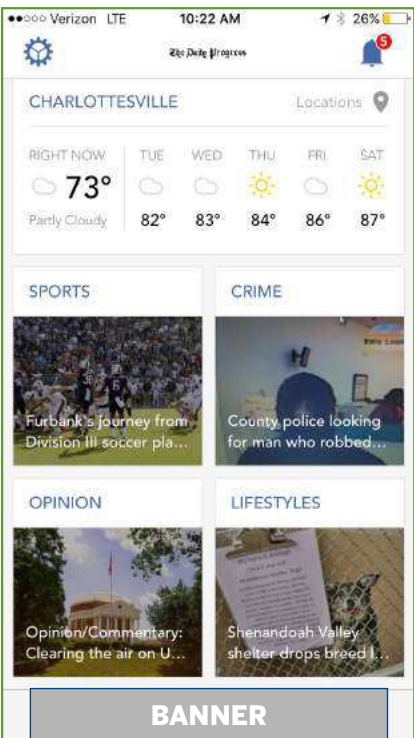 Verizon LTE 10:22 AM 26%
The Daily Progress
5
CHARLOTTESVILLE Locations
RIGHT NOW TUE WED THU FRI SAT
73°
Partly Cloudy 82° 83° 84° 86° 87°
SPORTS
Furbank's journey from
Division III soccer pla...
CRIME
County police looking
for man who robbed...
OPINION
Opinion/Commentary:
Clearing the air on U...
LIFESTYLES
Shenandoah Valley
shelter drops breed l...
BANNER